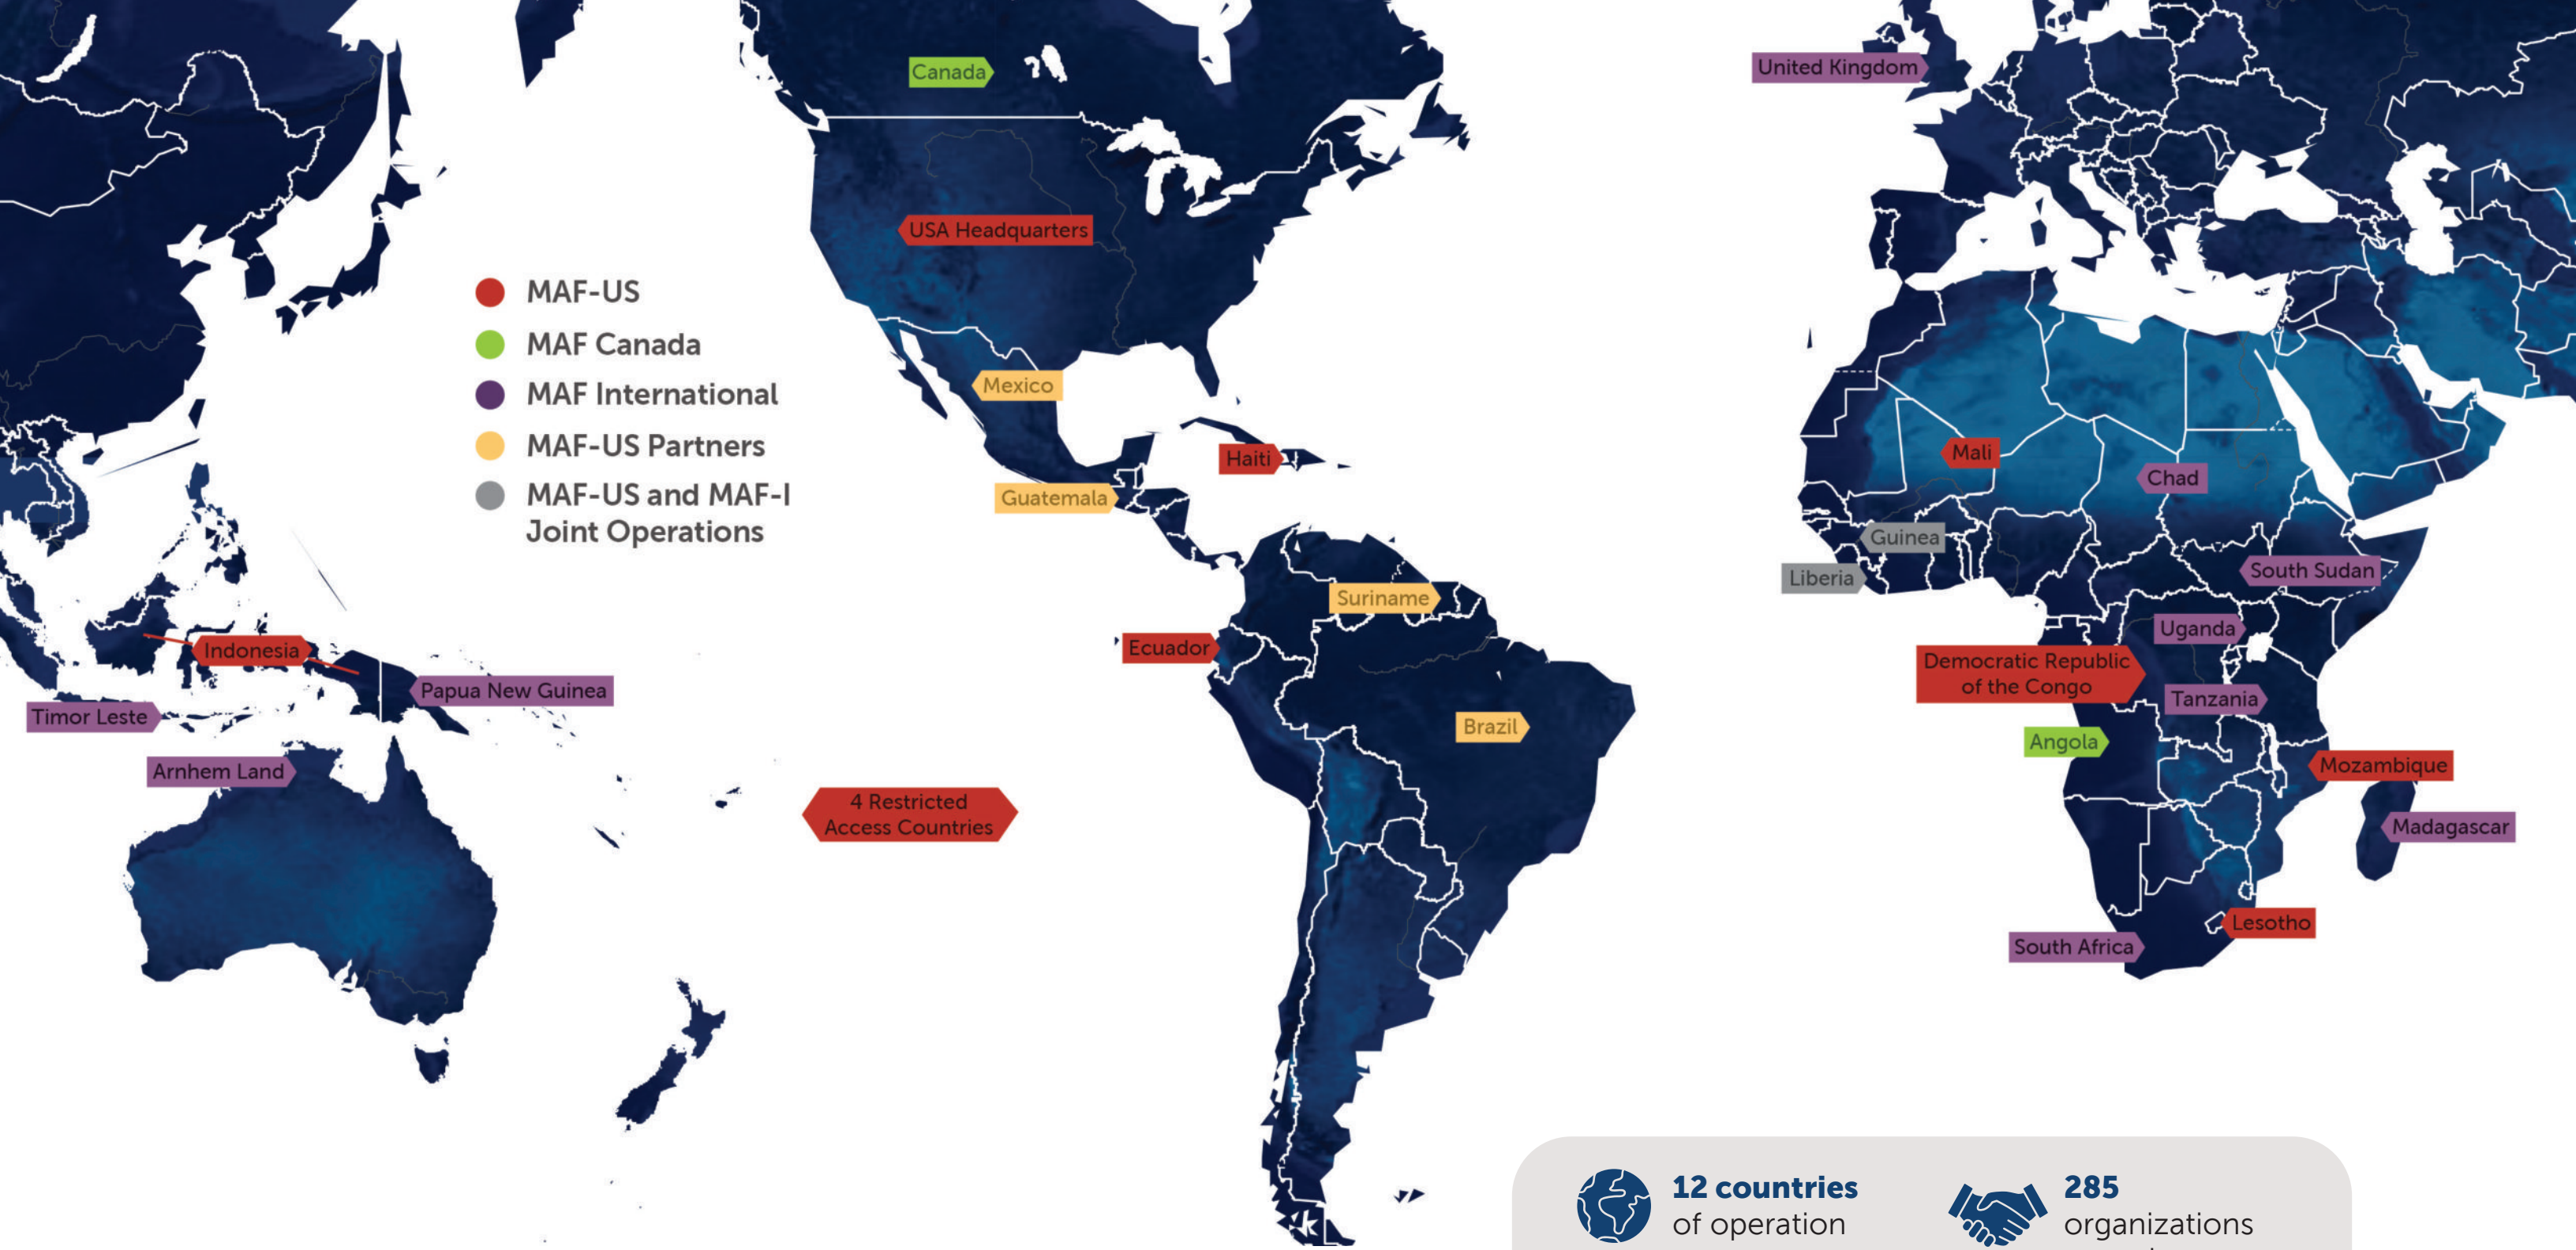 United Kingdom
Canada
USA Headquarters
MAF-US
MAF Canada
MAF International
MAF-US Partners
MAF-US and MAF-I
Joint Operations
Mexico
Haiti
Guatemala
Mali
Chad
Guinea
Liberia
South Sudan
Suriname
Uganda
Ecuador
Indonesia
Democratic Republic
of the Congo
Papua New Guinea
Tanzania
Timor Leste
Brazil
Angola
Arnhem Land
Mozambique
4 Restricted
Access Countries
Madagascar
Lesotho
South Africa
12 countries
of operation
285
organizations